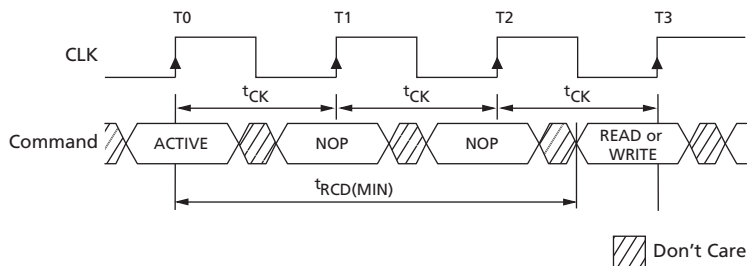 T0 T1 T2 T3
CLK
tCK tCK tCK
Command ACTIVE NOP NOP READ or
WRITE
tRCD(MIN)
Don't Care